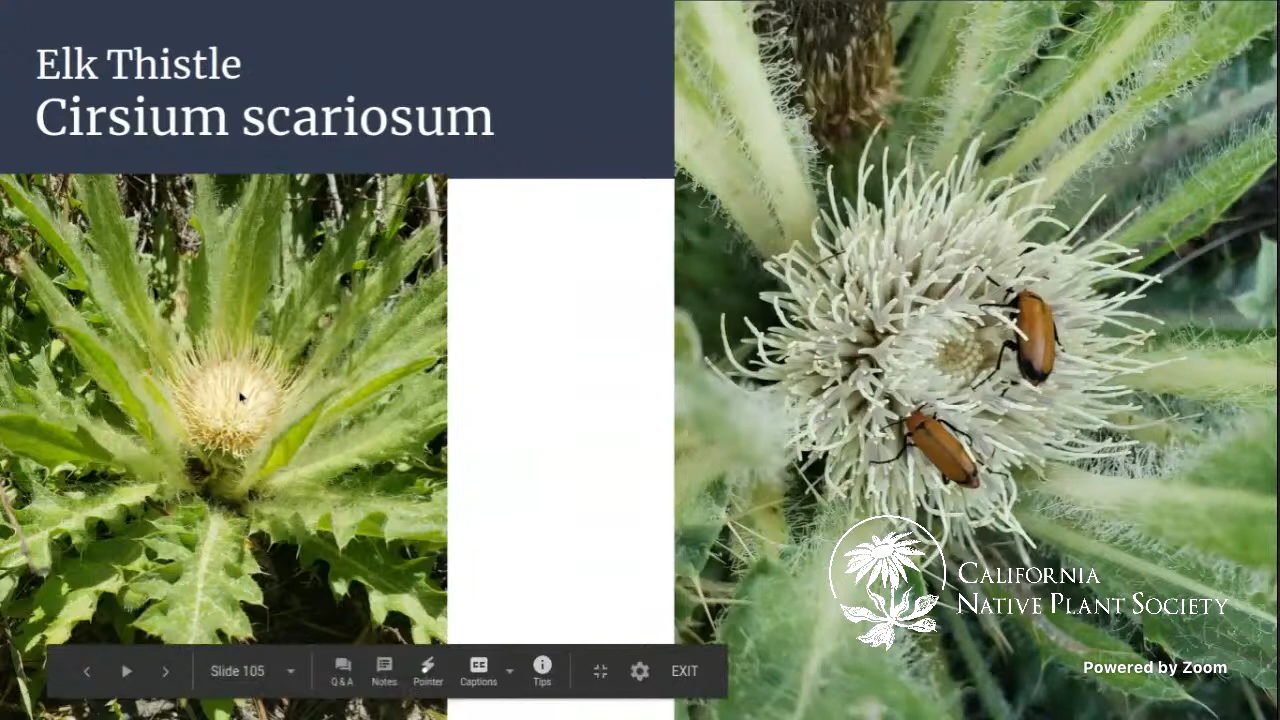 Elk Thistle
Cirsium scariosum
CALIFORNIA
NATIVE PLANT SOCIETY
Powered by Zoom
Slide 105
Q & A
Notes
Pointer
Captions
Tips
EXIT